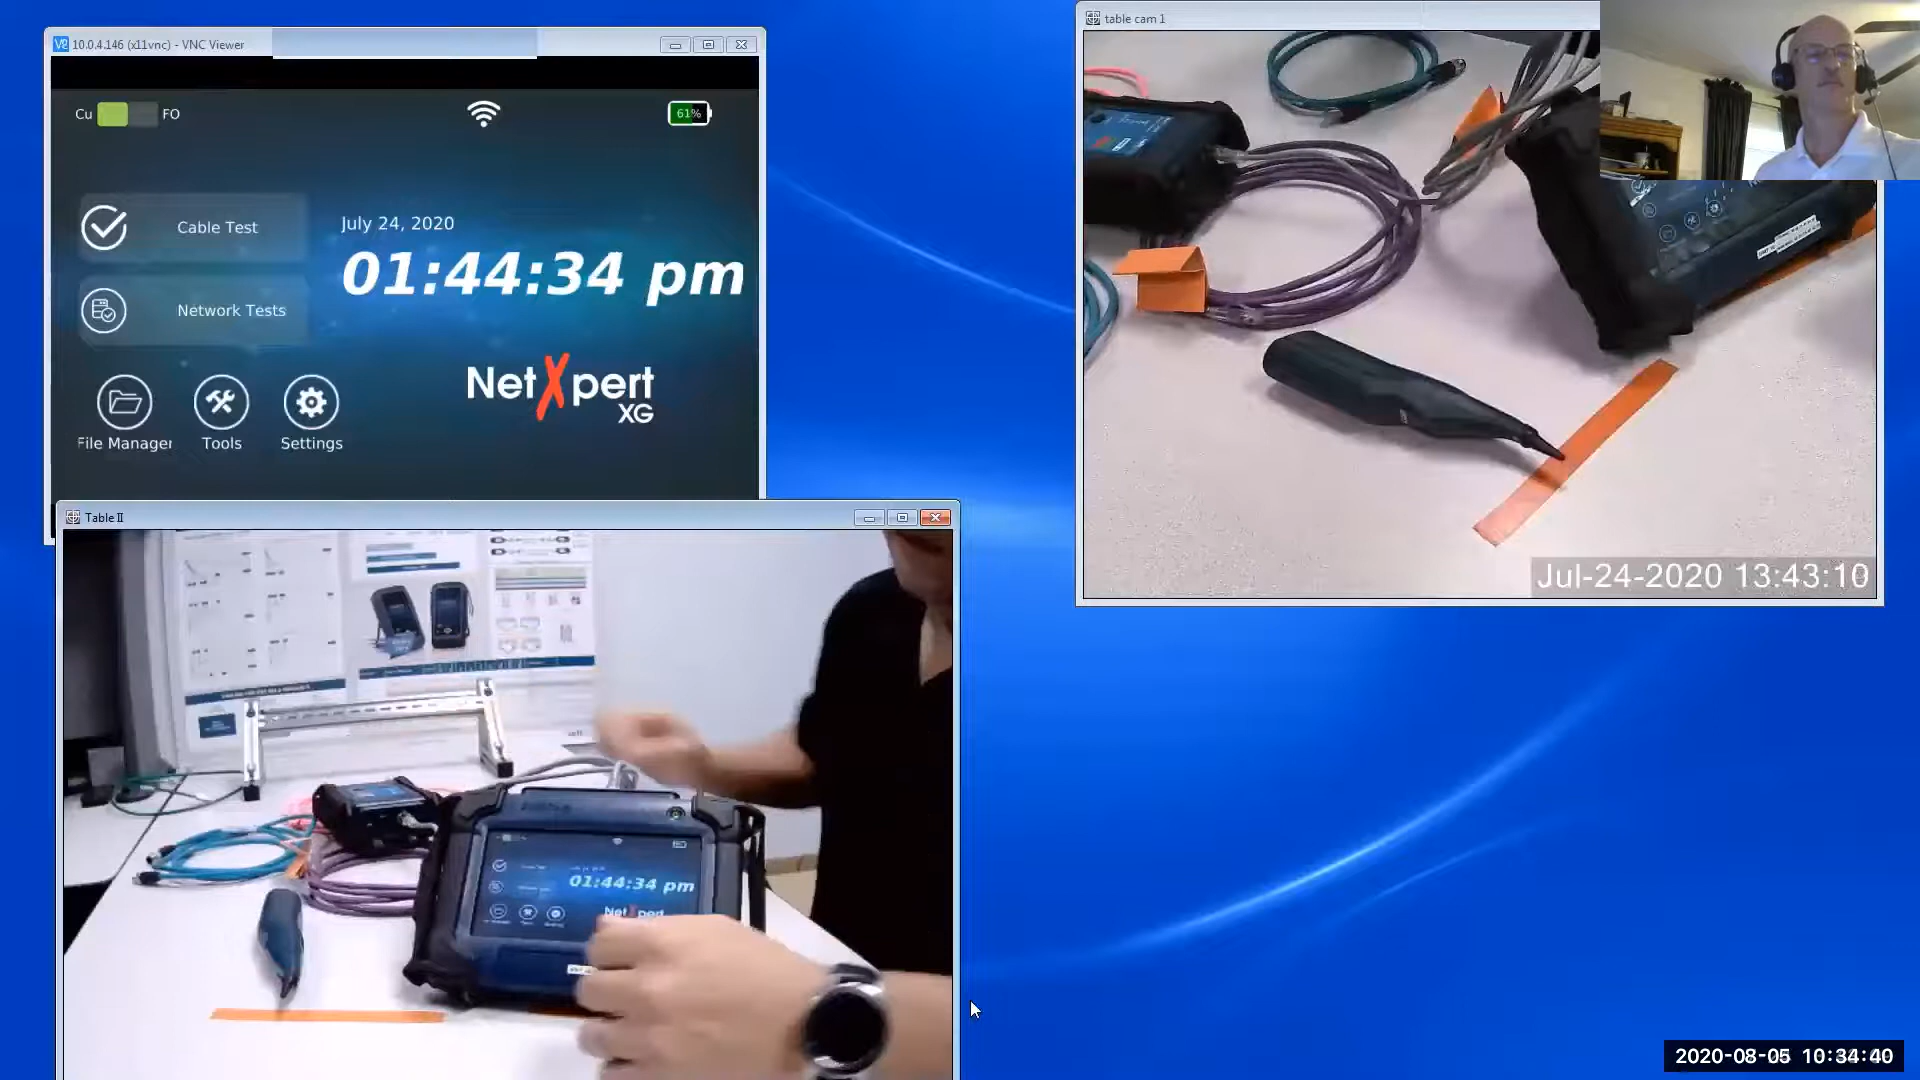 10.0.4.146 (x11vnc) - VNC Viewer
Cu FO
61%
Cable Test
July 24, 2020
01:44:34 pm
Network Tests
NetXpert
XG
File Manager Tools Settings
table cam 1
Jul-24-2020 13:43:10
Table II
01:44:34 pm
NetXpert
2020-08-05 10:34:40